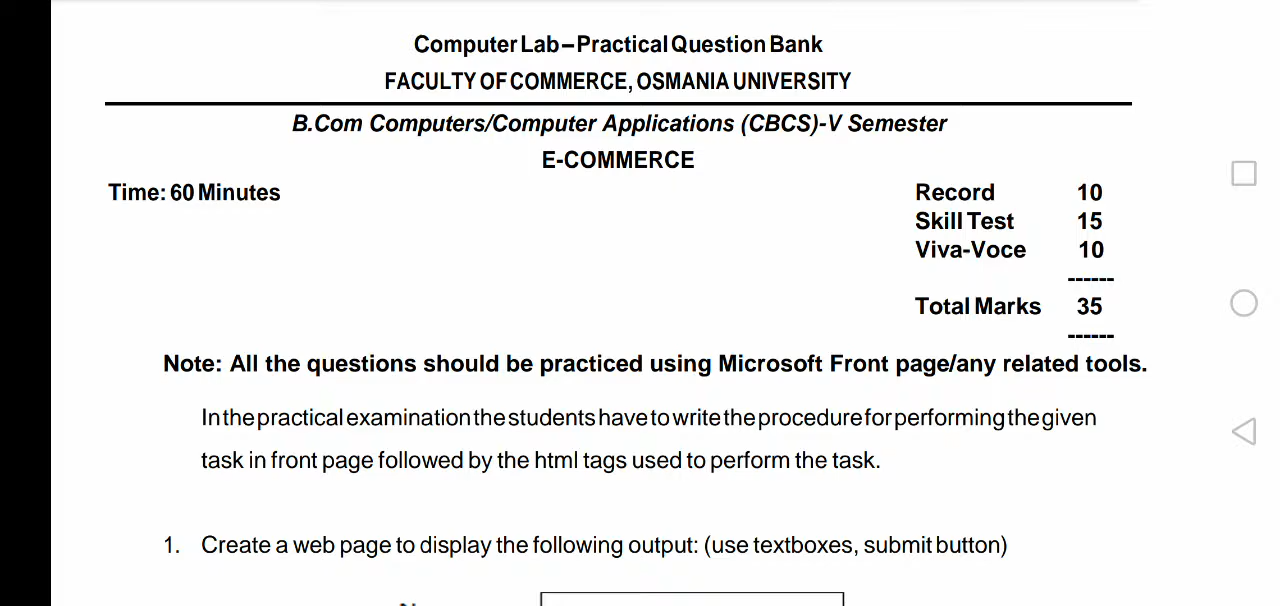 Computer Lab – Practical Question Bank
FACULTY OF COMMERCE, OSMANIA UNIVERSITY
B.Com Computers/Computer Applications (CBCS)-V Semester
E-COMMERCE
Time: 60 Minutes
Record 10
Skill Test 15
Viva-Voce 10
------
Total Marks 35
------
Note: All the questions should be practiced using Microsoft Front page/any related tools.
In the practical examination the students have to write the procedure for performing the given
task in front page followed by the html tags used to perform the task.
1. Create a web page to display the following output: (use textboxes, submit button)